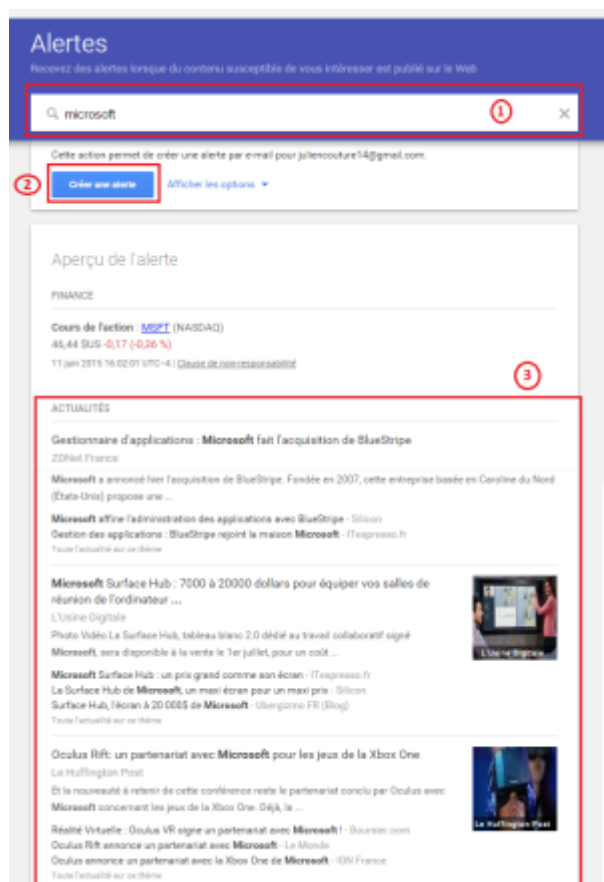 Alertes
Recevez des alertes lorsque du contenu susceptible de vous intéresser est publié sur le Web
microsoft
1
Cette action permet de créer une alerte par e-mail pour juliencouture14@gmail.com.
2
Créer une alerte
Afficher les options
Aperçu de l'alerte
FINANCE
Cours de l'action : MSFT (NASDAQ)
46,44 $US -0,17 (-0,36 %)
11 juin 2015 16:02:01 UTC-4 | Clause de non-responsabilité
3
ACTUALITÉS
Gestionnaire d'applications : Microsoft fait l'acquisition de BlueStripe
ZDNet France
Microsoft a annoncé hier l'acquisition de BlueStripe. Fondée en 2007, cette entreprise basée en Caroline du Nord
(États-Unis) propose une ...
Microsoft affine l'administration des applications avec BlueStripe - Silicon
Gestion des applications : BlueStripe rejoint la maison Microsoft - ITespresso.fr
Toute l'actualité sur ce thème
Microsoft Surface Hub : 7000 à 20000 dollars pour équiper vos salles de
réunion de l'ordinateur ...
L'Usine Digitale
Photo Vidéo La Surface Hub, tableau blanc 2.0 dédié au travail collaboratif signé
Microsoft, sera disponible à la vente le 1er juillet, pour un coût ...
L'Usine Digitale
Microsoft Surface Hub : un prix grand comme son écran - ITespresso.fr
La Surface Hub de Microsoft, un maxi écran pour un maxi prix - Silicon
Surface Hub, l'écran à 20 000$ de Microsoft - Ubergizmo FR (Blog)
Toute l'actualité sur ce thème
Oculus Rift: un partenariat avec Microsoft pour les jeux de la Xbox One
Le Huffington Post
Et la nouveauté à retenir de cette conférence reste le partenariat conclu par Oculus avec
Microsoft concernant les jeux de la Xbox One. Déjà, la ...
Le Huffington Post
Réalité Virtuelle : Oculus VR signe un partenariat avec Microsoft ! - Boursier.com
Oculus Rift annonce un partenariat avec Microsoft - Le Monde
Oculus annonce un partenariat avec la Xbox One de Microsoft - IGN France
Toute l'actualité sur ce thème